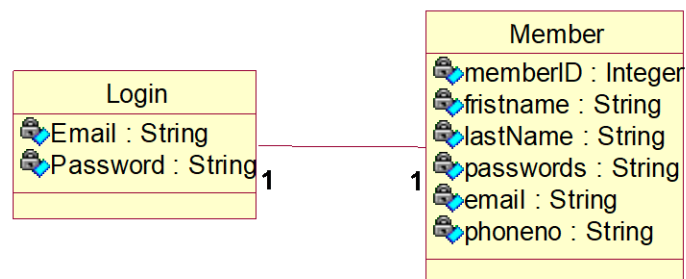 Login
Email : String
Password : String
1
1
Member
memberID : Integer
fristname : String
lastName : String
passwords : String
email : String
phoneno : String